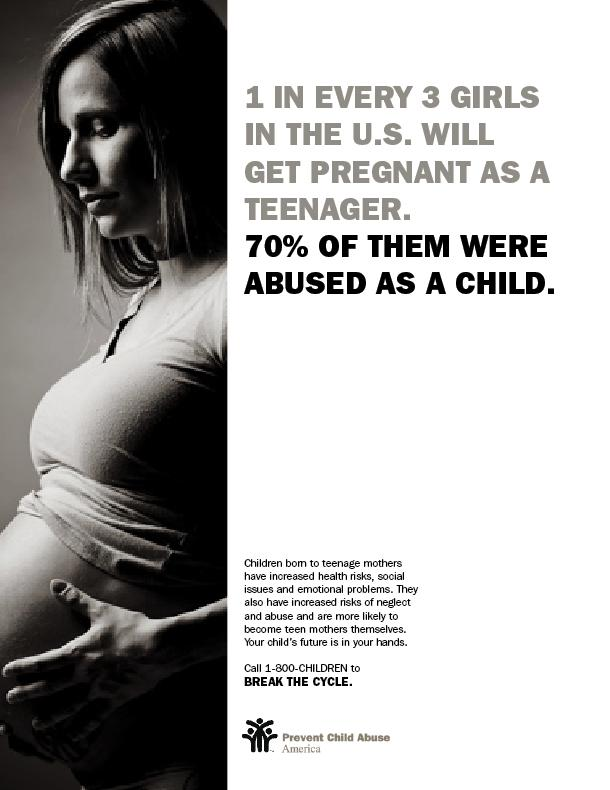 1 IN EVERY 3 GIRLS
IN THE U.S. WILL
GET PREGNANT AS A
TEENAGER.
70% OF THEM WERE
ABUSED AS A CHILD.
Children born to teenage mothers
have increased health risks, social
issues and emotional problems. They
also have increased risks of neglect
and abuse and are more likely to
become teen mothers themselves.
Your child's future is in your hands.
Call 1-800-CHILDREN to
BREAK THE CYCLE.
Prevent Child Abuse
America